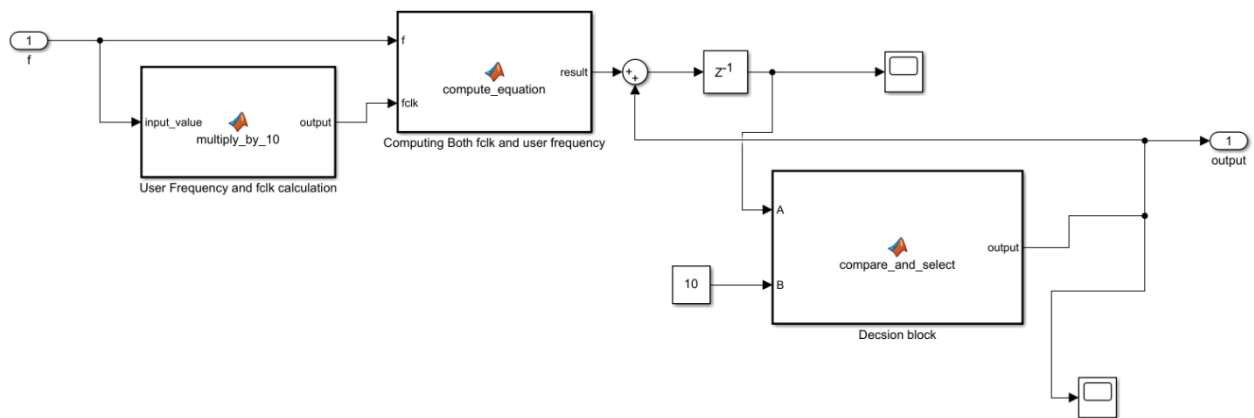 1
f
input_value
multiply_by_10
output
User Frequency and fclk calculation
f
fclk
compute_equation
result
Computing Both fclk and user frequency
+
+
Z-1
1
output
A
B
compare_and_select
output
10
Decsion block